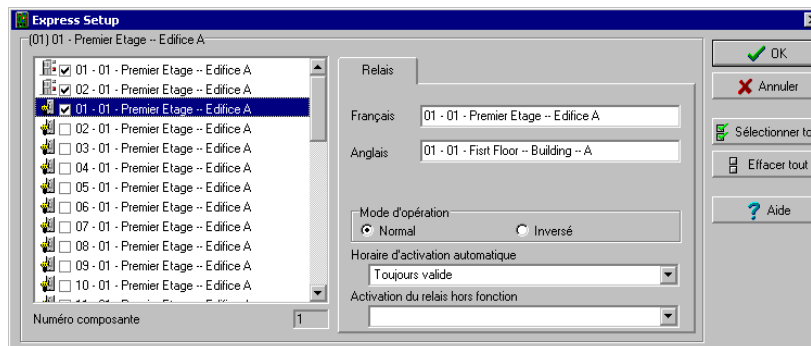 Express Setup
(01) 01 - Premier Etage -- Edifice A
01 - 01 - Premier Etage -- Edifice A
02 - 01 - Premier Etage -- Edifice A
01 - 01 - Premier Etage -- Edifice A
02 - 01 - Premier Etage -- Edifice A
03 - 01 - Premier Etage -- Edifice A
04 - 01 - Premier Etage -- Edifice A
05 - 01 - Premier Etage -- Edifice A
06 - 01 - Premier Etage -- Edifice A
07 - 01 - Premier Etage -- Edifice A
08 - 01 - Premier Etage -- Edifice A
09 - 01 - Premier Etage -- Edifice A
10 - 01 - Premier Etage -- Edifice A
Numéro composante 1
Relais
Français 01 - 01 - Premier Etage -- Edifice A
Anglais 01 - 01 - Fisrt Floor -- Building -- A
Mode d'opération
Normal Inversé
Horaire d'activation automatique
Toujours valide
Activation du relais hors fonction
OK
Annuler
Sélectionner to
Effacer tout
Aide